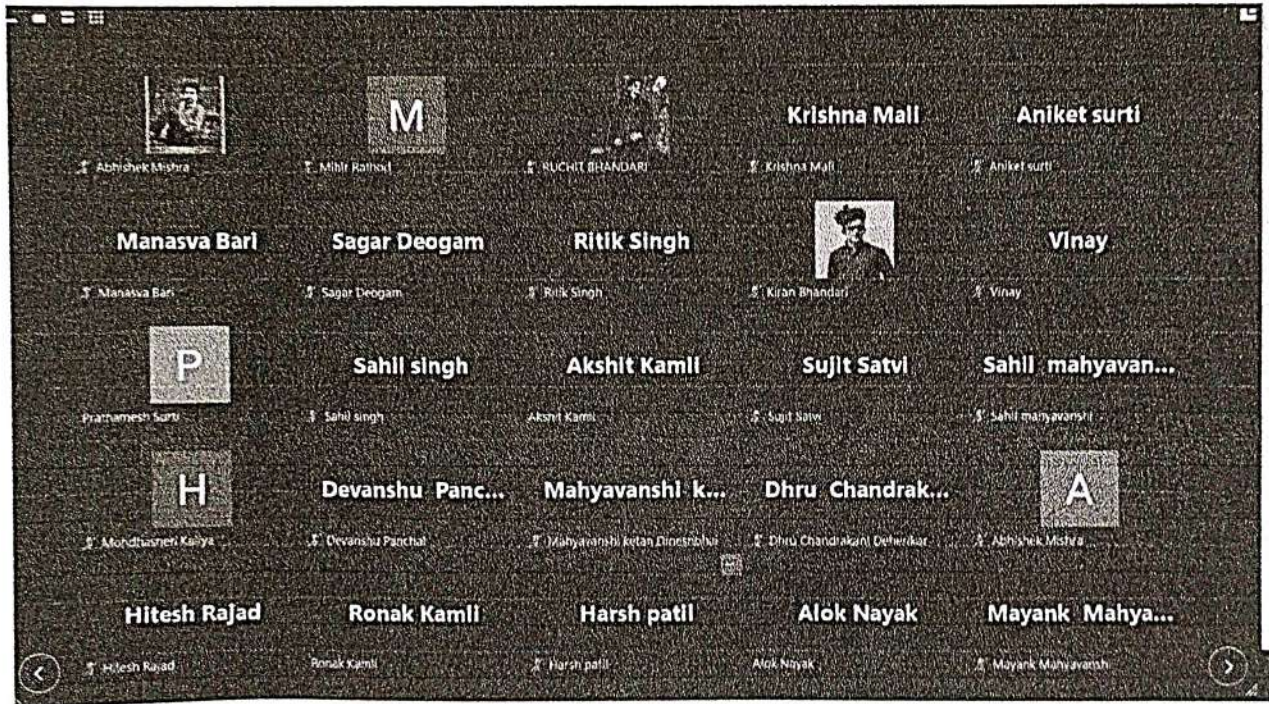 M
Krishna Mali Aniket surti
Abhishek Mishra Mihir Rathod RUCHIT BHANDARI Krishna Mali Aniket surti
Manasva Bari Sagar Deogam Ritik Singh Vinay
Manasva Bari Sagar Deogam Ritik Singh Kiran Bhandari Vinay
P Sahil singh Akshit Kamli Sujit Satvi Sahil mahyavan...
Prathamesh Surti Sahil singh Akshit Kamli Sujit Satvi Sahil mahyavanshi
H Devanshu Panc... Mahyavanshi k... Dhru Chandrak... A
Kaliya Devanshu Panchal Mahyavanshi ketan Dineshbhai Dhru Chandrakant Abhishek Mishra
Hitesh Rajad Ronak Kamli Harsh patil Alok Nayak Mayank Mahya...
Hitesh Rajad Ronak Kamli Harsh patil Alok Nayak Mayank Mahyavansh